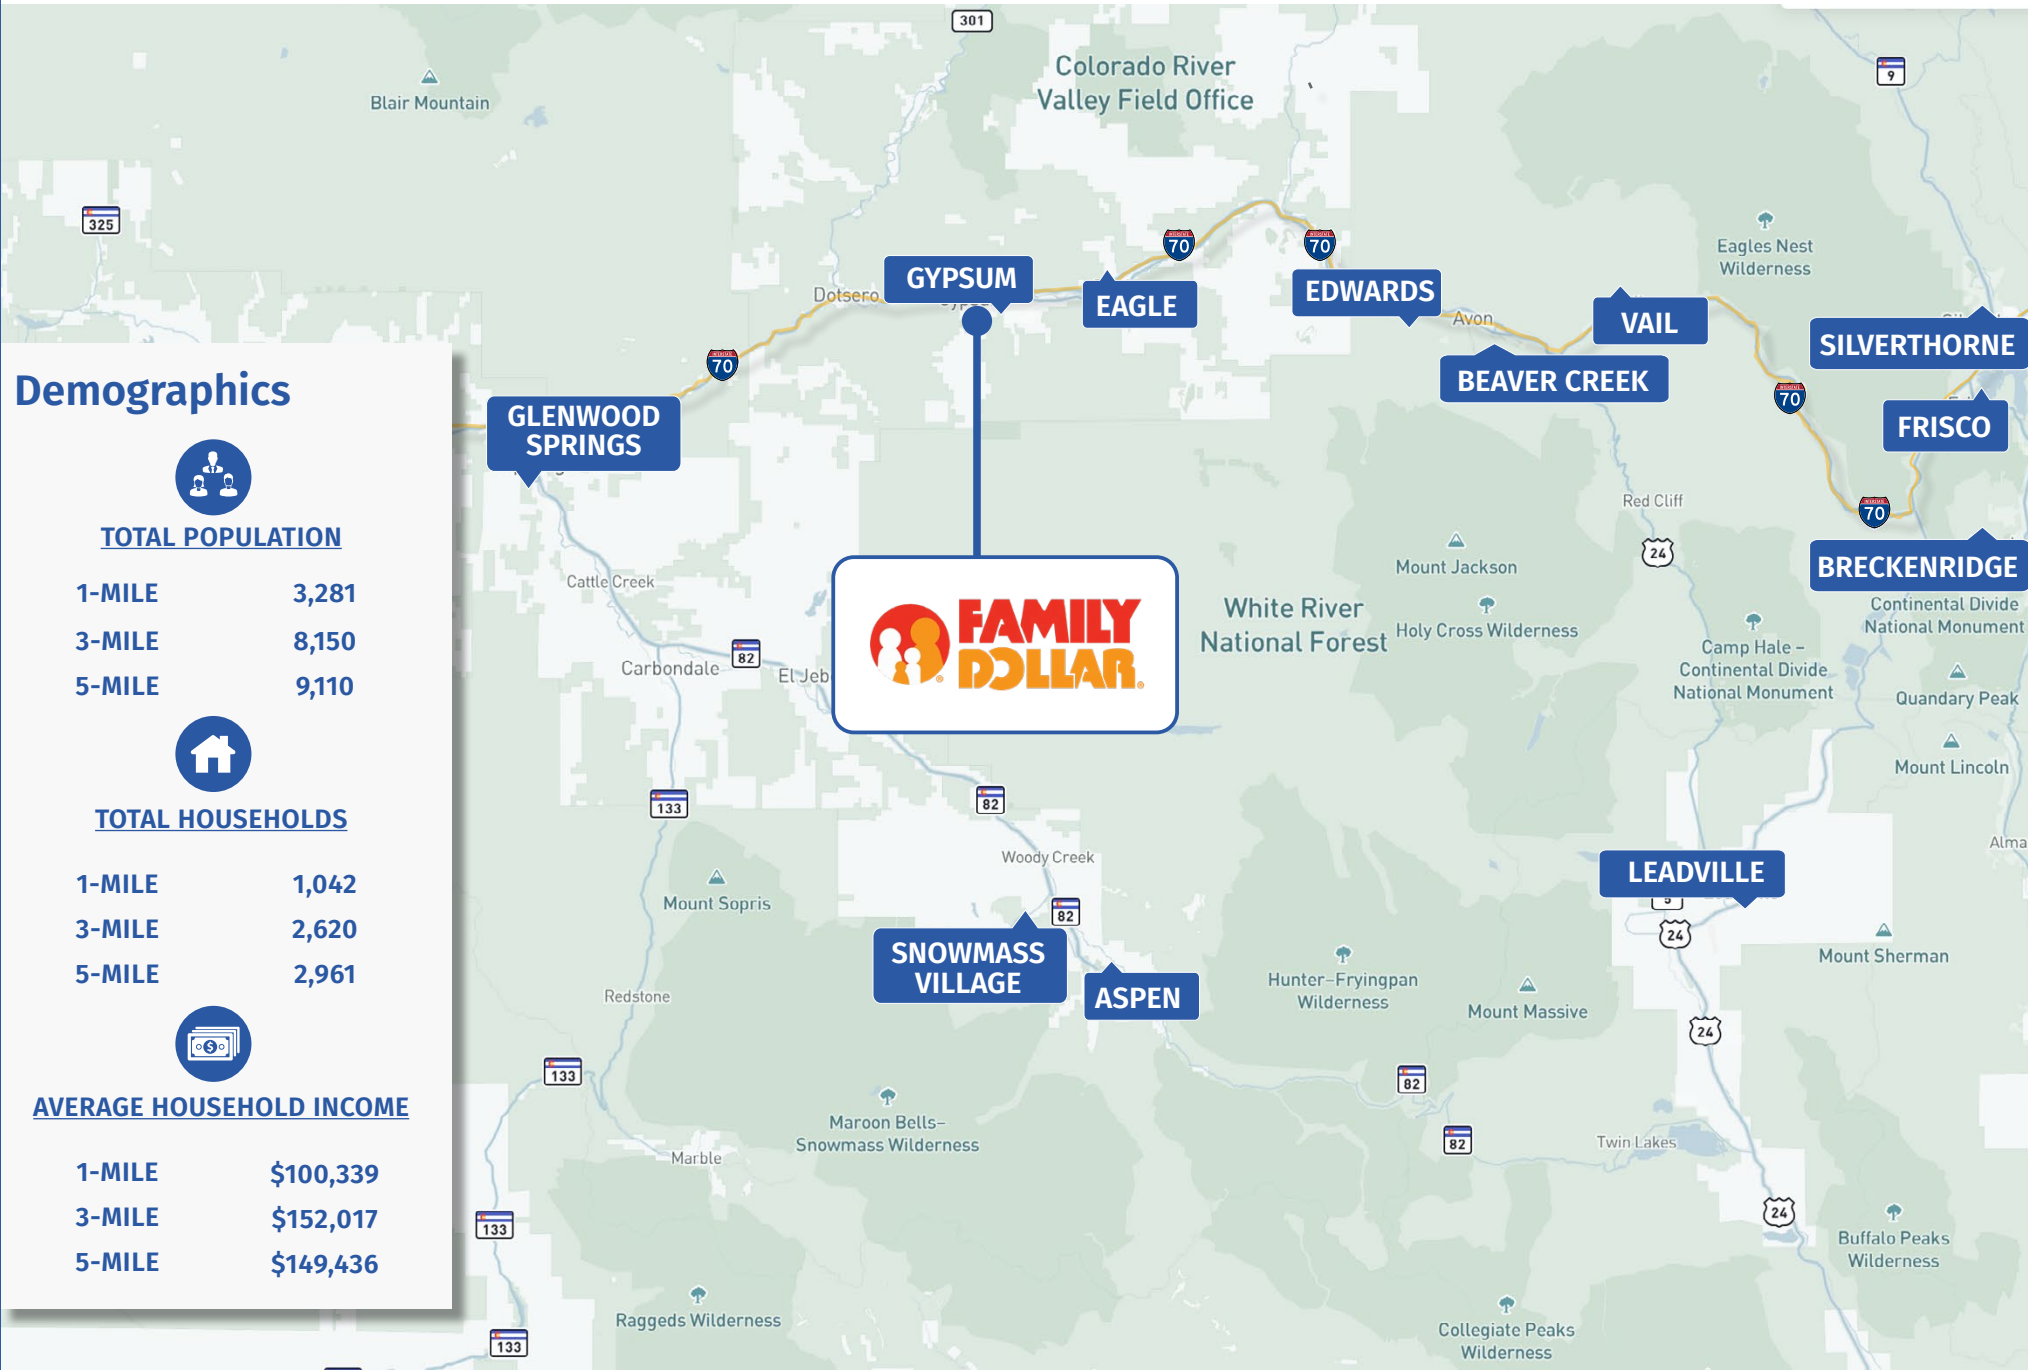 301
Colorado River
Valley Field Office
9
Blair Mountain
325
Eagles Nest
Wilderness
70
70
GYPSUM
Dotsero
EAGLE
EDWARDS
Avon
VAIL
SILVERTHORNE
BEAVER CREEK
70
70
FRISCO
GLENWOOD
SPRINGS
Red Cliff
70
24
BRECKENRIDGE
Continental Divide
National Monument
Mount Jackson
Holy Cross Wilderness
White River
National Forest
Camp Hale –
Continental Divide
National Monument
Quandary Peak
Mount Lincoln
Cattle Creek
Carbondale
82
El Jeb
FAMILY
DOLLAR
Demographics
TOTAL POPULATION
1-MILE 3,281
3-MILE 8,150
5-MILE 9,110
TOTAL HOUSEHOLDS
1-MILE 1,042
3-MILE 2,620
5-MILE 2,961
AVERAGE HOUSEHOLD INCOME
1-MILE $100,339
3-MILE $152,017
5-MILE $149,436
133
82
Woody Creek
Alma
Mount Sopris
82
LEADVILLE
5
24
Mount Sherman
SNOWMASS
VILLAGE
ASPEN
Hunter–Fryingpan
Wilderness
Mount Massive
Redstone
24
133
82
Maroon Bells–
Snowmass Wilderness
82
Twin Lakes
Marble
133
24
Buffalo Peaks
Wilderness
Raggeds Wilderness
133
Collegiate Peaks
Wilderness